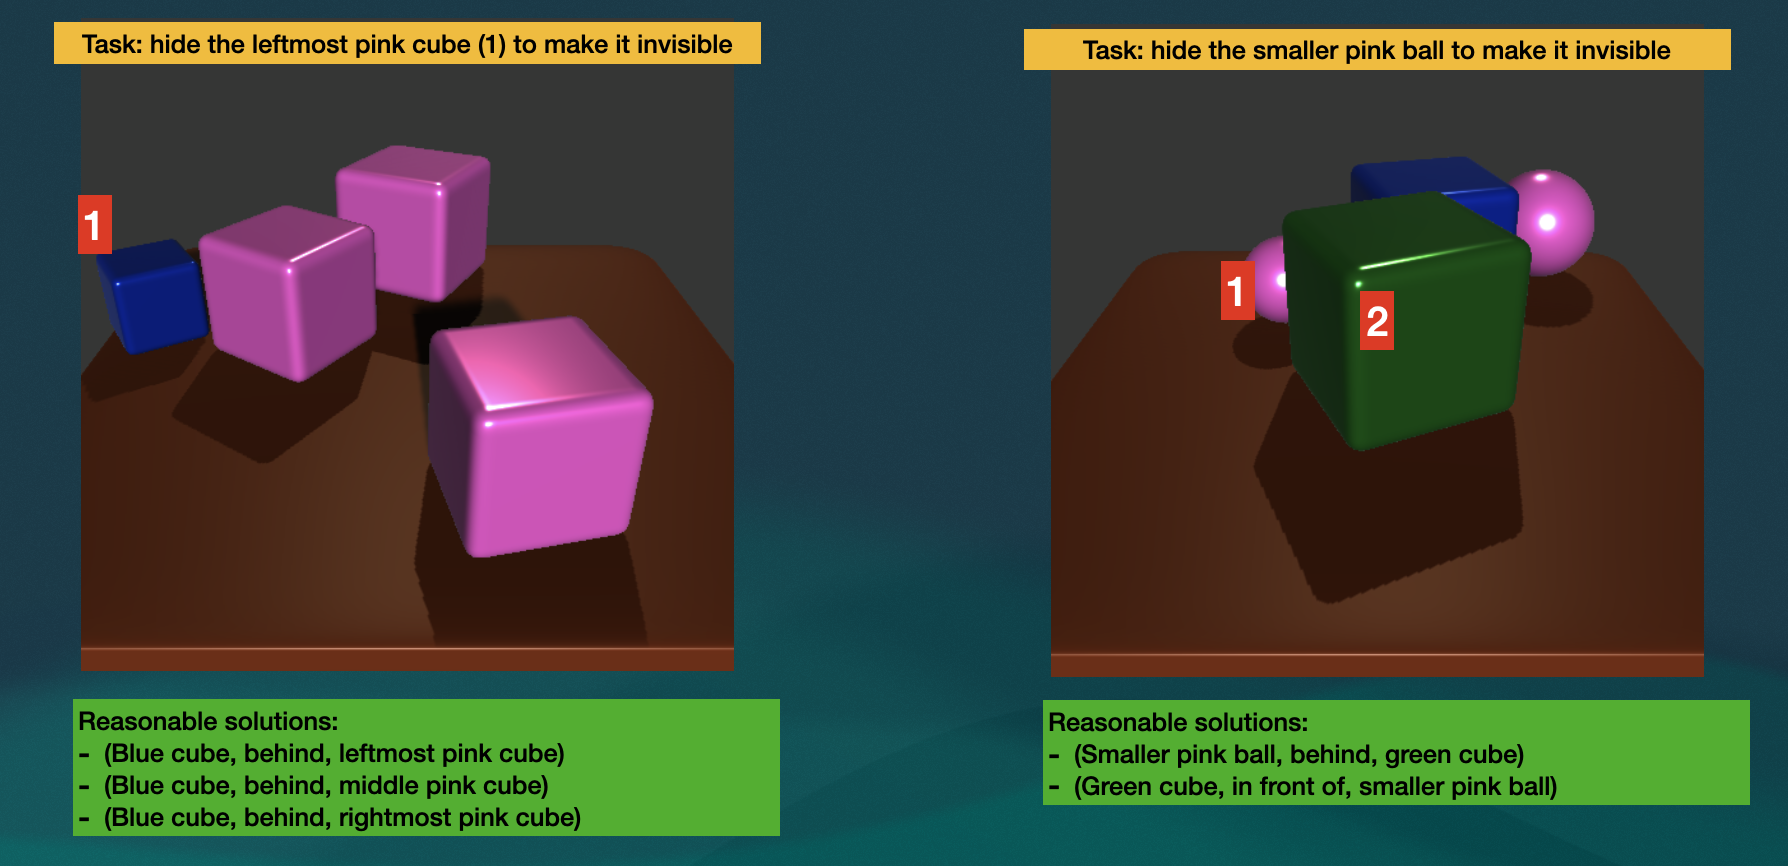 Task: hide the leftmost pink cube (1) to make it invisible
1
Reasonable solutions:
- (Blue cube, behind, leftmost pink cube)
- (Blue cube, behind, middle pink cube)
- (Blue cube, behind, rightmost pink cube)
Task: hide the smaller pink ball to make it invisible
1
2
Reasonable solutions:
- (Smaller pink ball, behind, green cube)
- (Green cube, in front of, smaller pink ball)